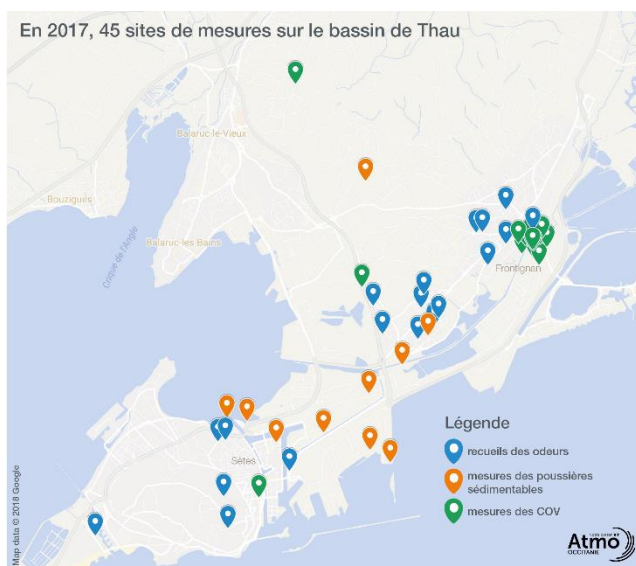 En 2017, 45 sites de mesures sur le bassin de Thau
Balaruc-le-Vieux
Bouzigues
Crique de l'Angle
Balaruc-les-Bains
Frontignan
Sètes
Légende
recueils des odeurs
mesures des poussières
sédimentables
mesures des COV
Map data © 2018 Google
Atmo
OCCITANIE